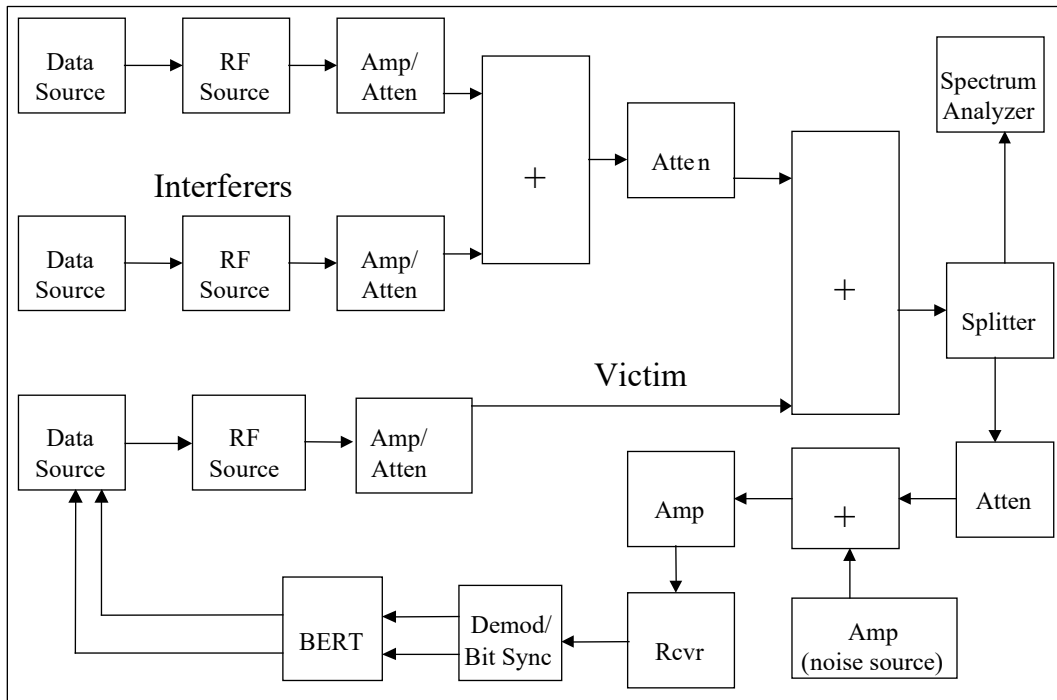 Data
Source
RF
Source
Amp/
Atten
+
Atten
Spectrum
Analyzer
Interferers
Data
Source
RF
Source
Amp/
Atten
+
Splitter
Victim
Data
Source
RF
Source
Amp/
Atten
Amp
+
Atten
BERT
Demod/
Bit Sync
Rcvr
Amp
(noise source)